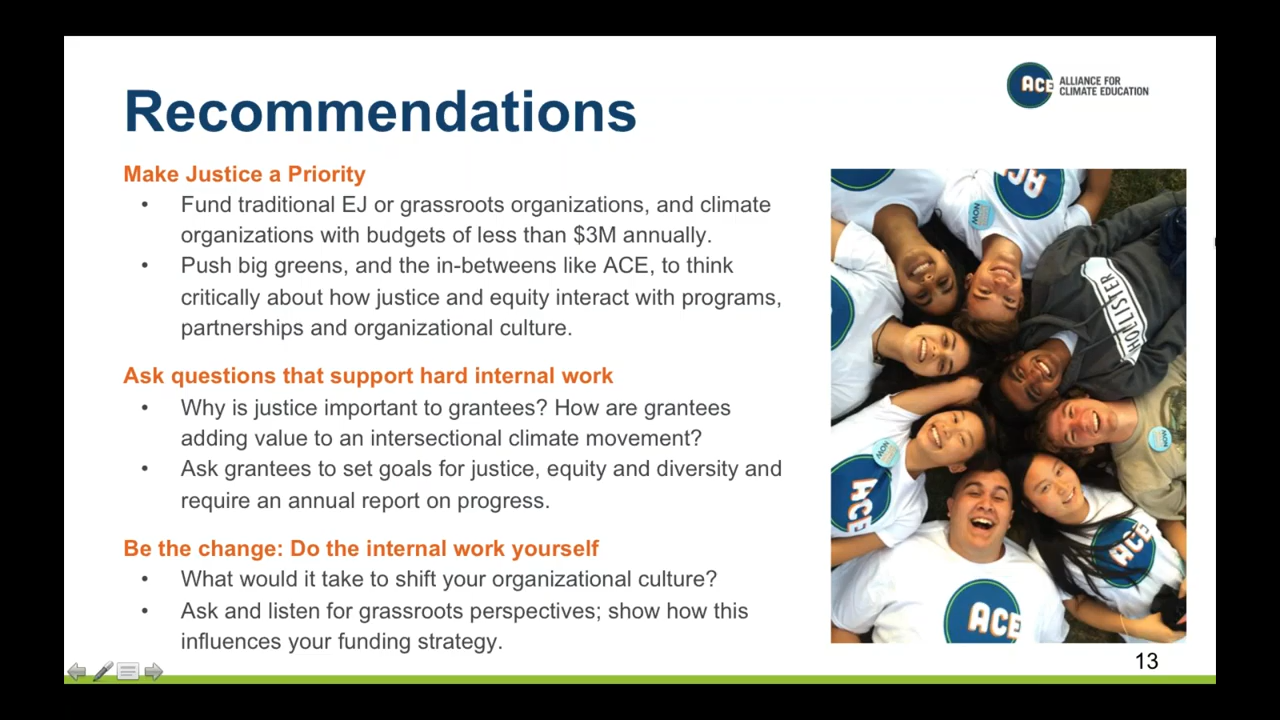 ACE ALLIANCE FOR
CLIMATE EDUCATION
Recommendations
Make Justice a Priority
• Fund traditional EJ or grassroots organizations, and climate
organizations with budgets of less than $3M annually.
• Push big greens, and the in-betweens like ACE, to think
critically about how justice and equity interact with programs,
partnerships and organizational culture.
Ask questions that support hard internal work
• Why is justice important to grantees? How are grantees
adding value to an intersectional climate movement?
• Ask grantees to set goals for justice, equity and diversity and
require an annual report on progress.
Be the change: Do the internal work yourself
• What would it take to shift your organizational culture?
• Ask and listen for grassroots perspectives; show how this
influences your funding strategy.
ACE
NOW
HOLLISTER
NOW
NOW
ACE
ACE
ACE
13